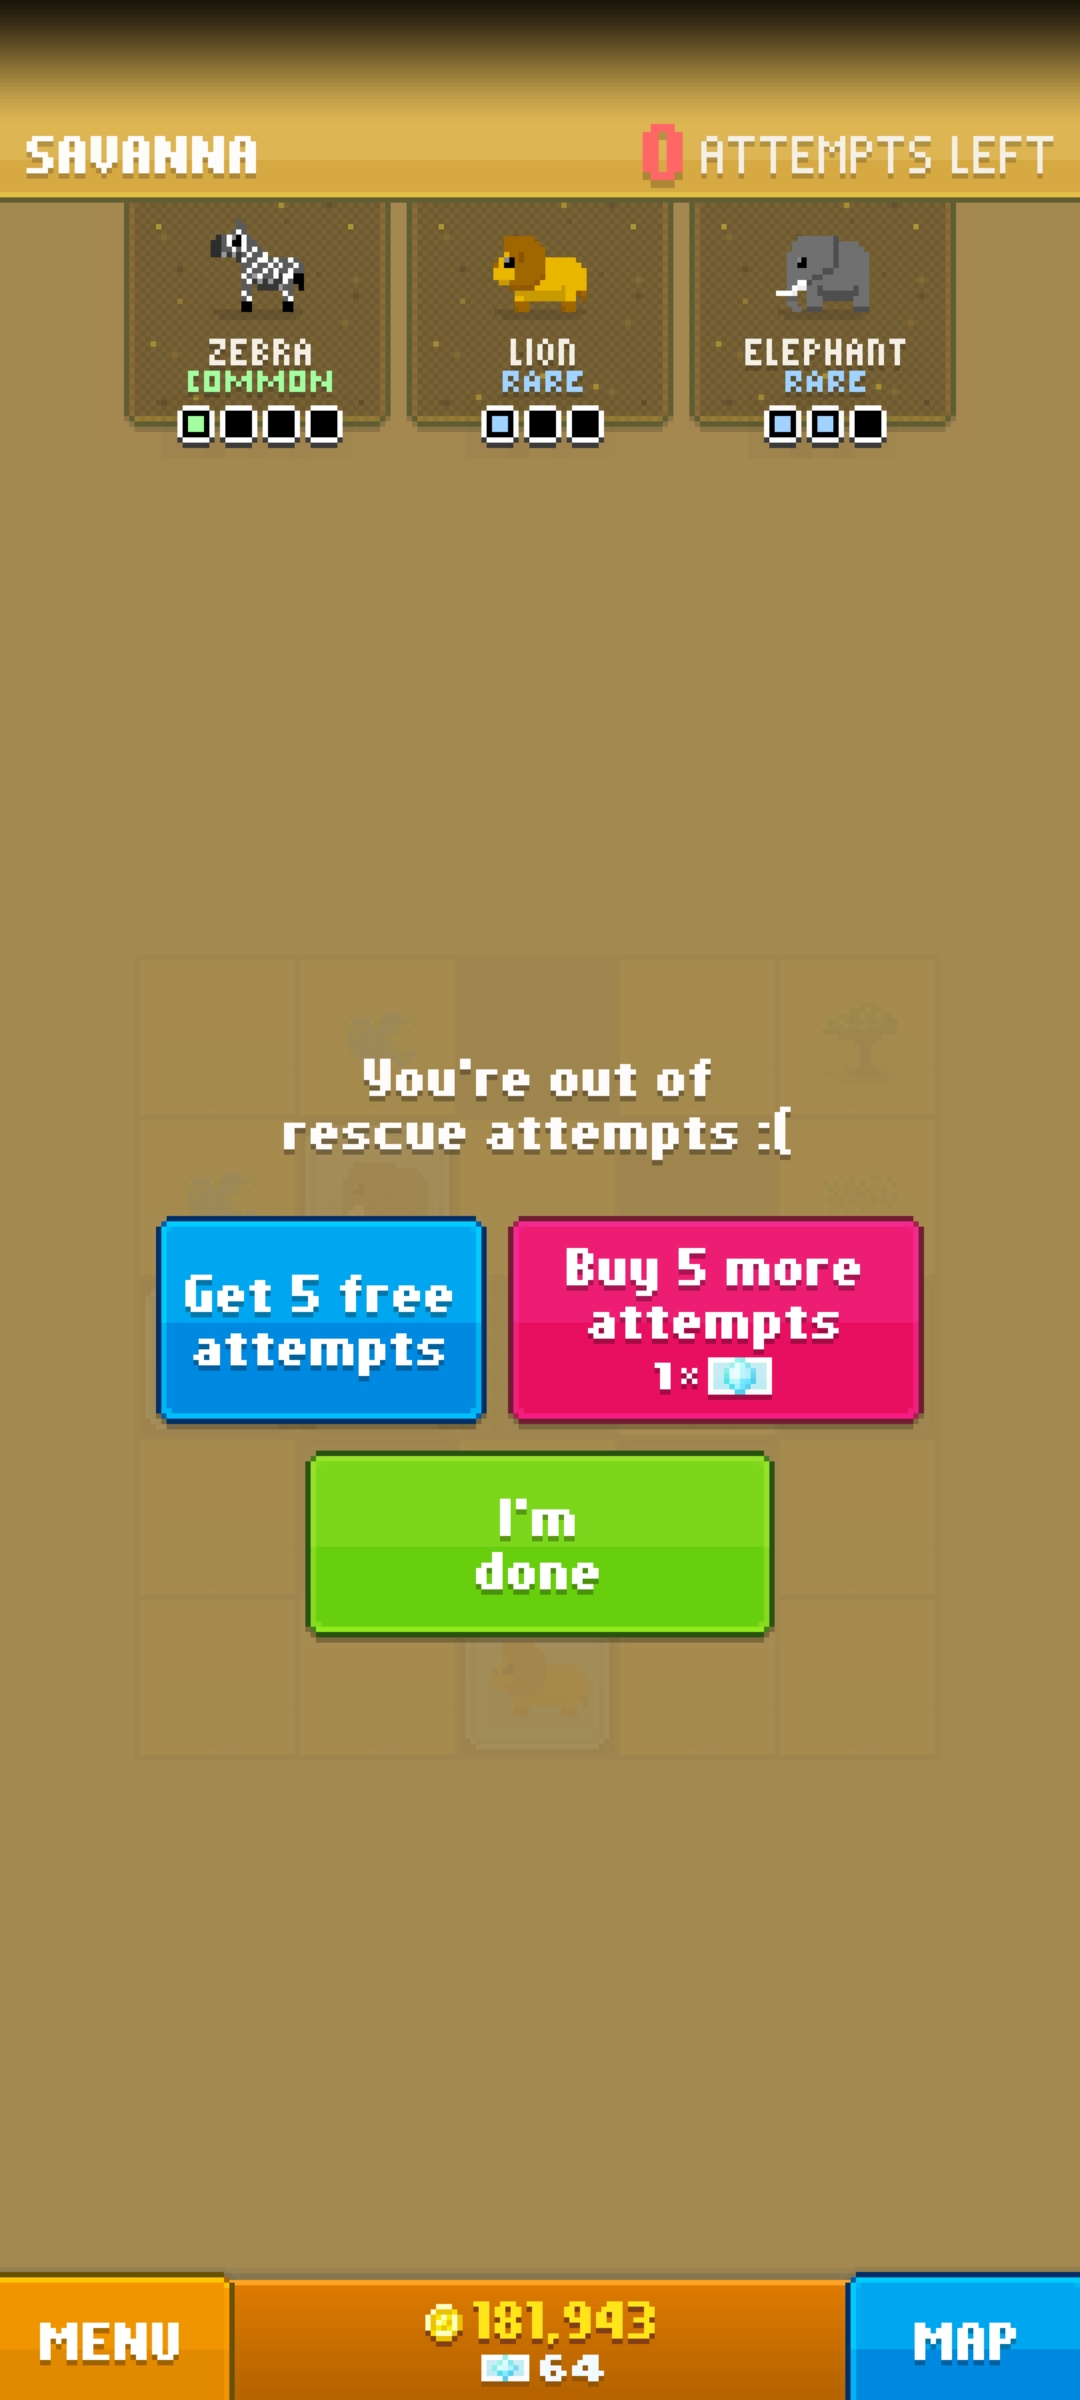 SAVANNA
0 ATTEMPTS LEFT
ZEBRA
COMMON
LION
RARE
ELEPHANT
RARE
You're out of
rescue attempts :(
Get 5 free
attempts
Buy 5 more
attempts
1×
I'm
done
MENU
181,943
64
MAP